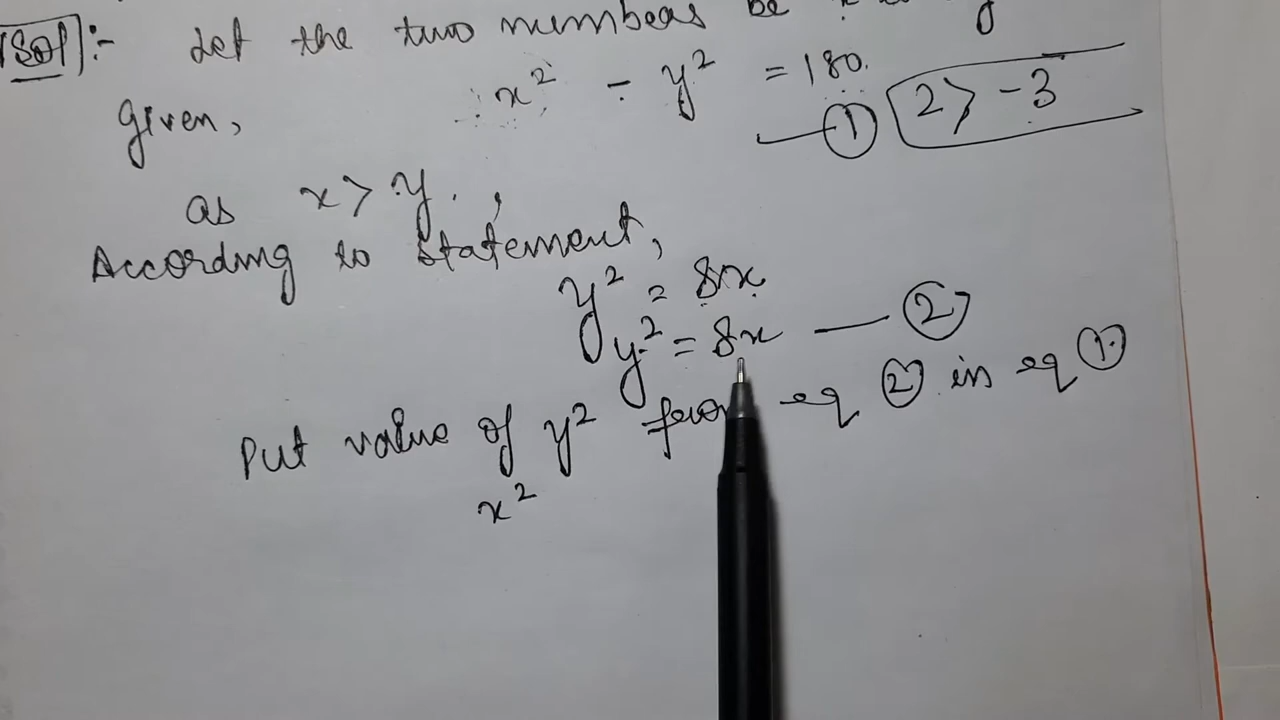 Sol :- Let the two numbers be x and y
Given, x² - y² = 180. — ① 2 > -3
as x > y. ,
According to statement,
y² = 8x
y² = 8x — ②
Put value of y² from eq ② in eq ①
x²